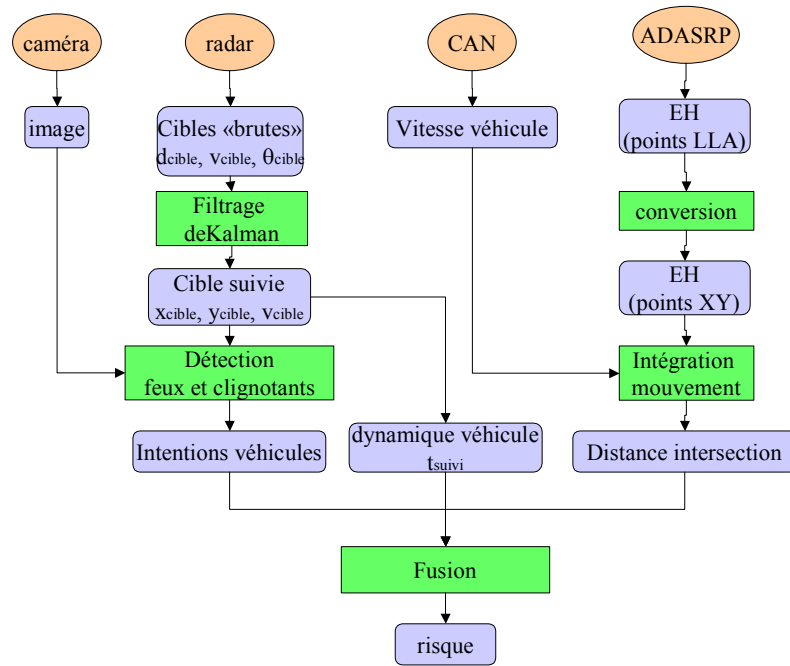 caméra
radar
CAN
ADASRP
image
Cibles «brutes»
dcible, vcible, θcible
Vitesse véhicule
EH
(points LLA)
Filtrage
deKalman
conversion
Cible suivie
xcible, ycible, vcible
EH
(points XY)
Détection
feux et clignotants
Intégration
mouvement
Intentions véhicules
dynamique véhicule
tsuivi
Distance intersection
Fusion
risque